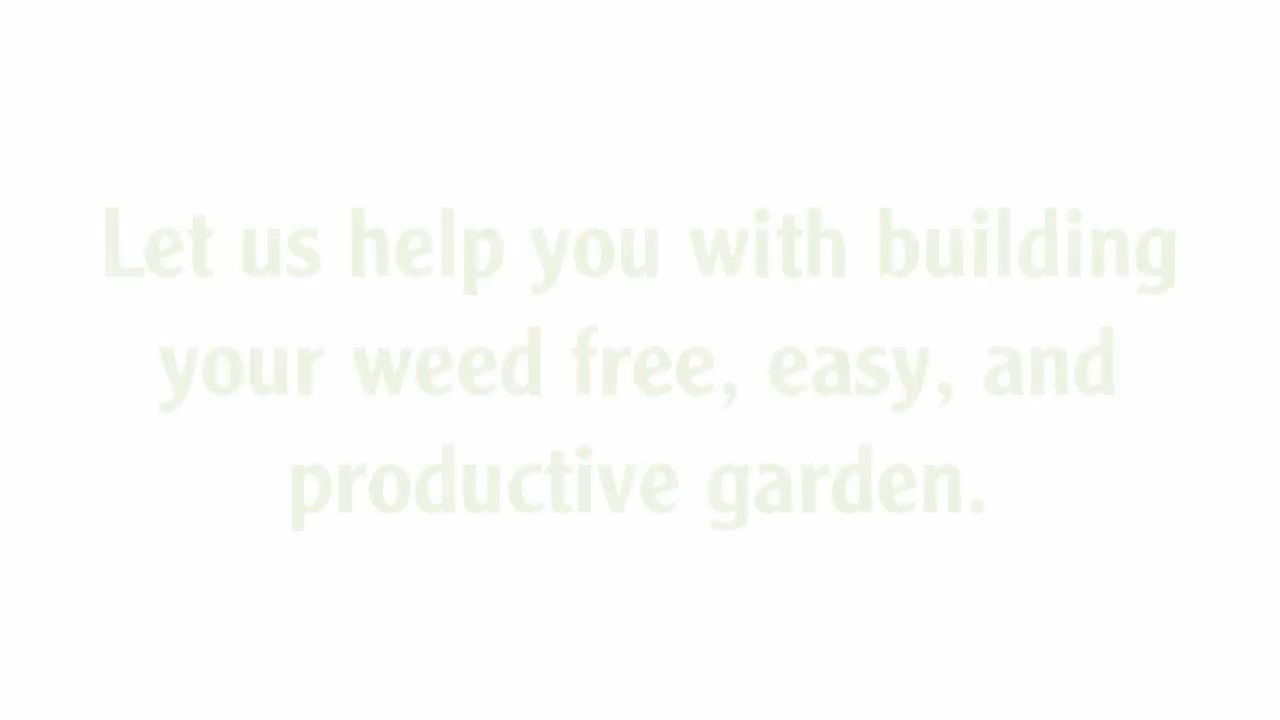 Let us help you with building
your weed free, easy, and
productive garden.